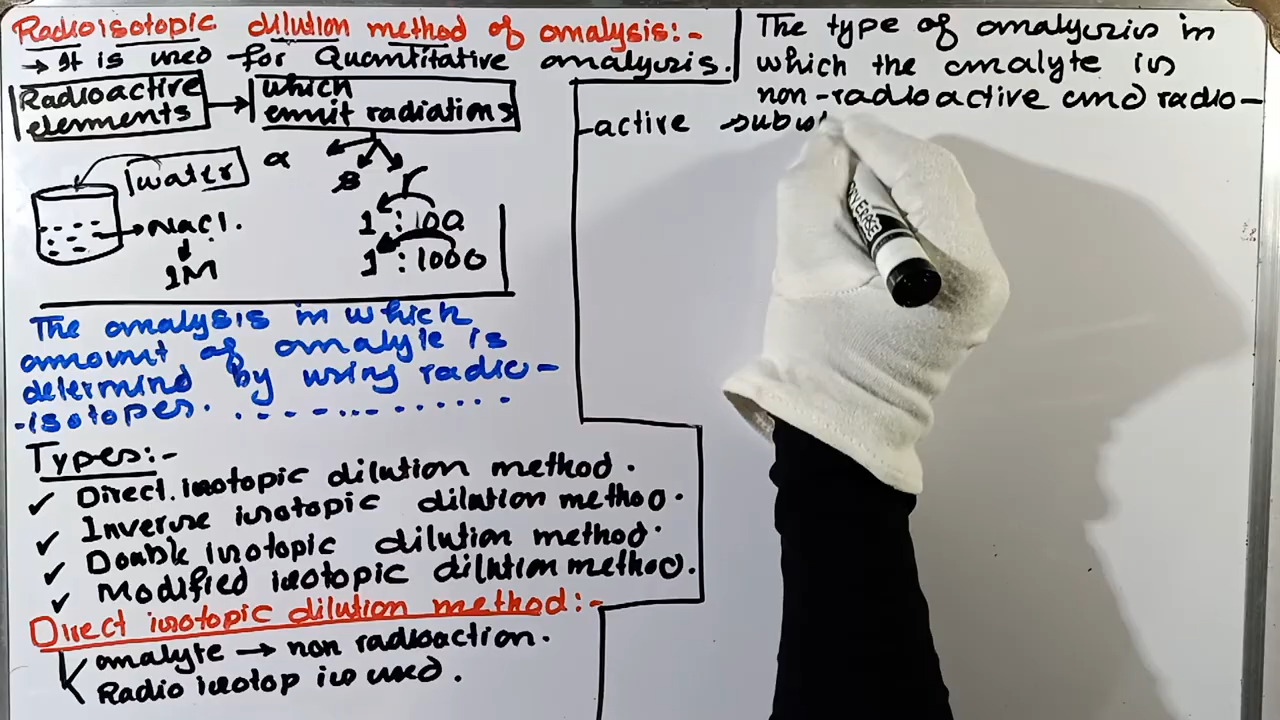 Radioisotopic dilution method of analysis:-
→ It is used for Quantitative analysis.
Radioactive elements → which emit radiations
α
β
r
water
NaCl.
1M
1 : 100
1 : 1000
The analysis in which
amount of analyte is
determind by using radio-
-isotopes. ..............
Types:-
✓ Direct. isotopic dilution method.
✓ Inverse isotopic dilution method.
✓ Double isotopic dilution method.
✓ Modified isotopic dilution method.
Direct isotopic dilution method:-
analyte → non radioaction.
Radio isotop is used.
The type of analysis in
which the analyte is
non-radioactive and radio-
-active subst